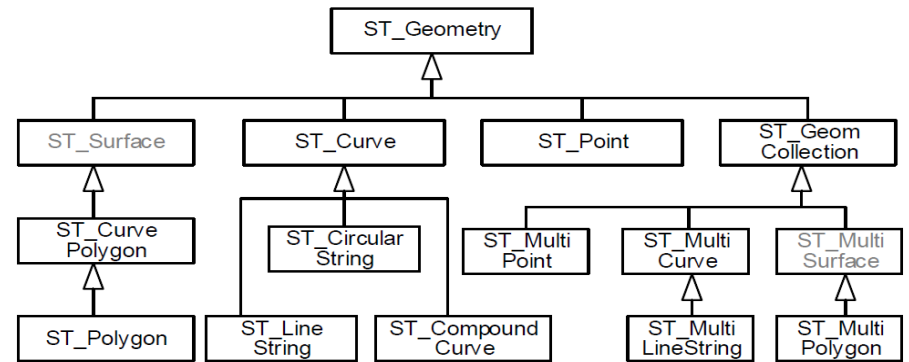 ST_Geometry
ST_Surface
ST_Curve
ST_Point
ST_Geom
Collection
ST_Curve
Polygon
ST_Circular
String
ST_Multi
Point
ST_Multi
Curve
ST_Multi
Surface
ST_Polygon
ST_Line
String
ST_Compound
Curve
ST_Multi
LineString
ST_Multi
Polygon